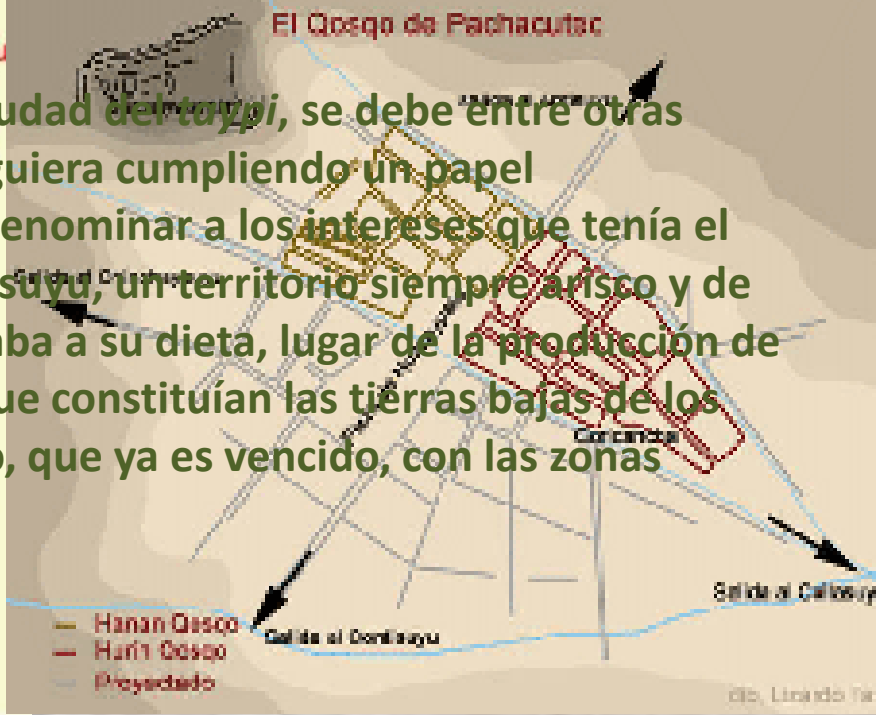 El Qosqo de Pachacutec
udad del taypi, se debe entre otras
guiera cumpliendo un papel
enominar a los intereses que tenía el
suyu, un territorio siempre arisco y de
aba a su dieta, lugar de la producción de
ue constituían las tierras bajas de los
o, que ya es vencido, con las zonas
Salida al
Coricancha
Salida al Collasuyu
Salida al Contisuyu
Hanan Qosqo
Hurin Qosqo
Proyectado